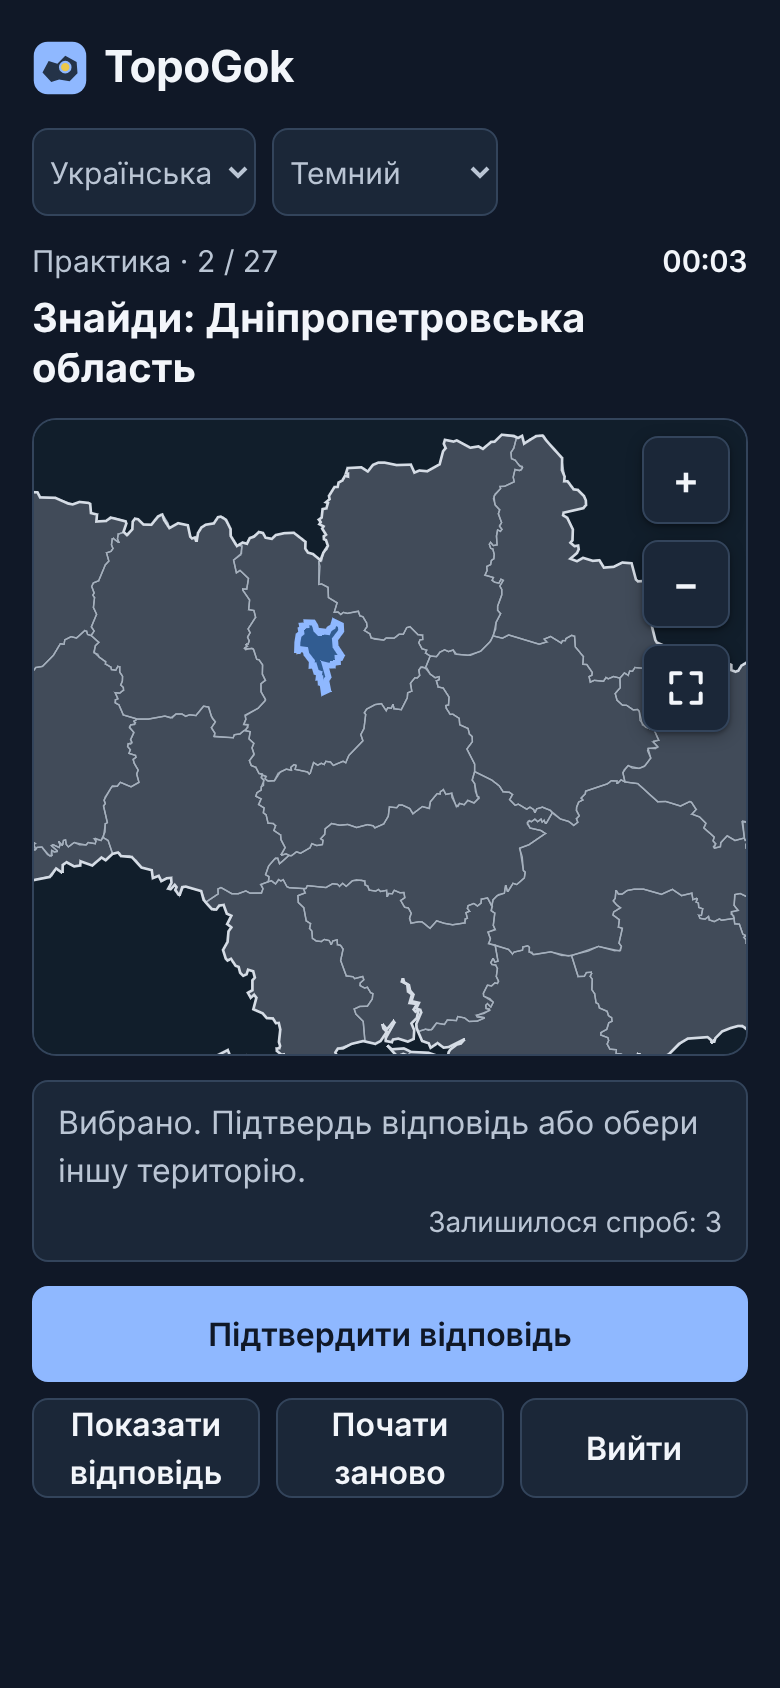 TopoGok
Українська
Темний
Практика · 2 / 27
00:03
Знайди: Дніпропетровська
область
+
−
Вибрано. Підтвердь відповідь або обери
іншу територію.
Залишилося спроб: 3
Підтвердити відповідь
Показати
відповідь
Почати
заново
Вийти